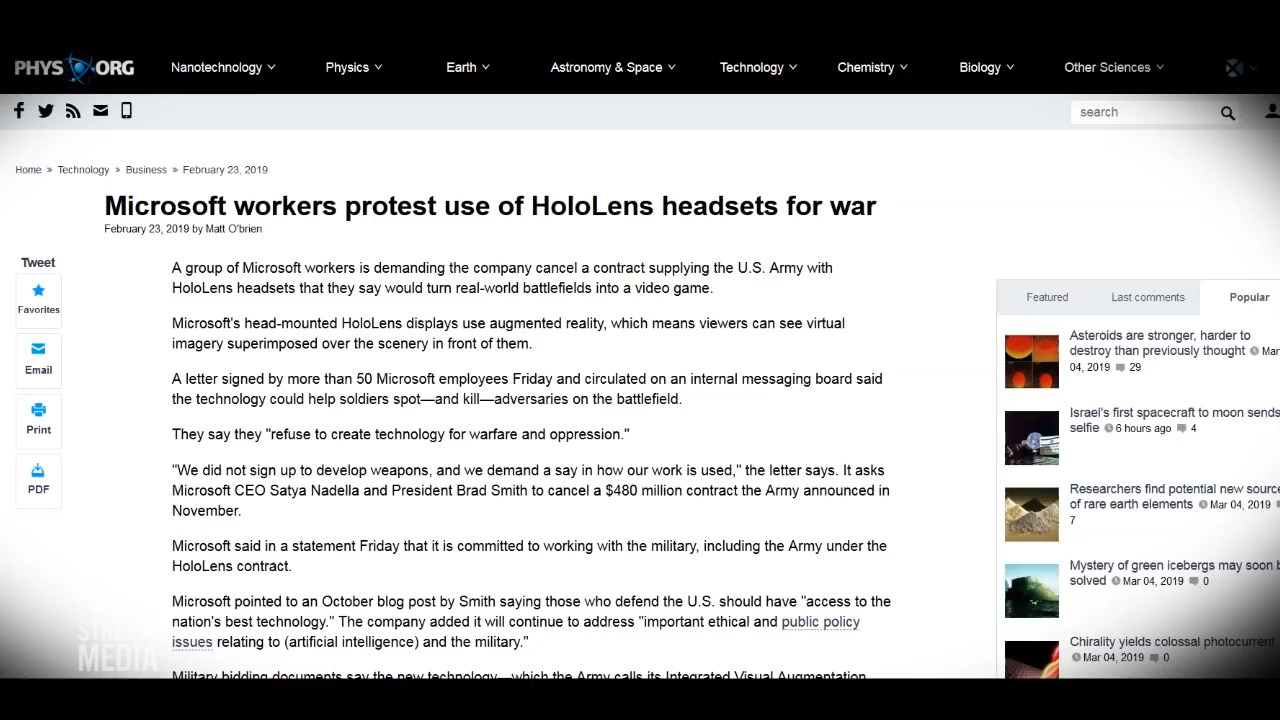 PHYS ORG
Nanotechnology
Physics
Earth
Astronomy & Space
Technology
Chemistry
Biology
Other Sciences
search
Home » Technology » Business » February 23, 2019
Microsoft workers protest use of HoloLens headsets for war
February 23, 2019 by Matt O'brien
Tweet
Favorites
Email
Print
PDF
A group of Microsoft workers is demanding the company cancel a contract supplying the U.S. Army with
HoloLens headsets that they say would turn real-world battlefields into a video game.
Microsoft's head-mounted HoloLens displays use augmented reality, which means viewers can see virtual
imagery superimposed over the scenery in front of them.
A letter signed by more than 50 Microsoft employees Friday and circulated on an internal messaging board said
the technology could help soldiers spot—and kill—adversaries on the battlefield.
They say they "refuse to create technology for warfare and oppression."
"We did not sign up to develop weapons, and we demand a say in how our work is used," the letter says. It asks
Microsoft CEO Satya Nadella and President Brad Smith to cancel a $480 million contract the Army announced in
November.
Microsoft said in a statement Friday that it is committed to working with the military, including the Army under the
HoloLens contract.
Microsoft pointed to an October blog post by Smith saying those who defend the U.S. should have "access to the
nation's best technology." The company added it will continue to address "important ethical and public policy
issues relating to (artificial intelligence) and the military."
Military bidding documents say the new technology—which the Army calls its Integrated Visual Augmentation
Featured
Last comments
Popular
Asteroids are stronger, harder to
destroy than previously thought Mar
04, 2019 29
Israel's first spacecraft to moon sends
selfie 6 hours ago 4
Researchers find potential new source
of rare earth elements Mar 04, 2019
7
Mystery of green icebergs may soon b
solved Mar 04, 2019 0
Chirality yields colossal photocurrent
Mar 04, 2019 0
MEDIA